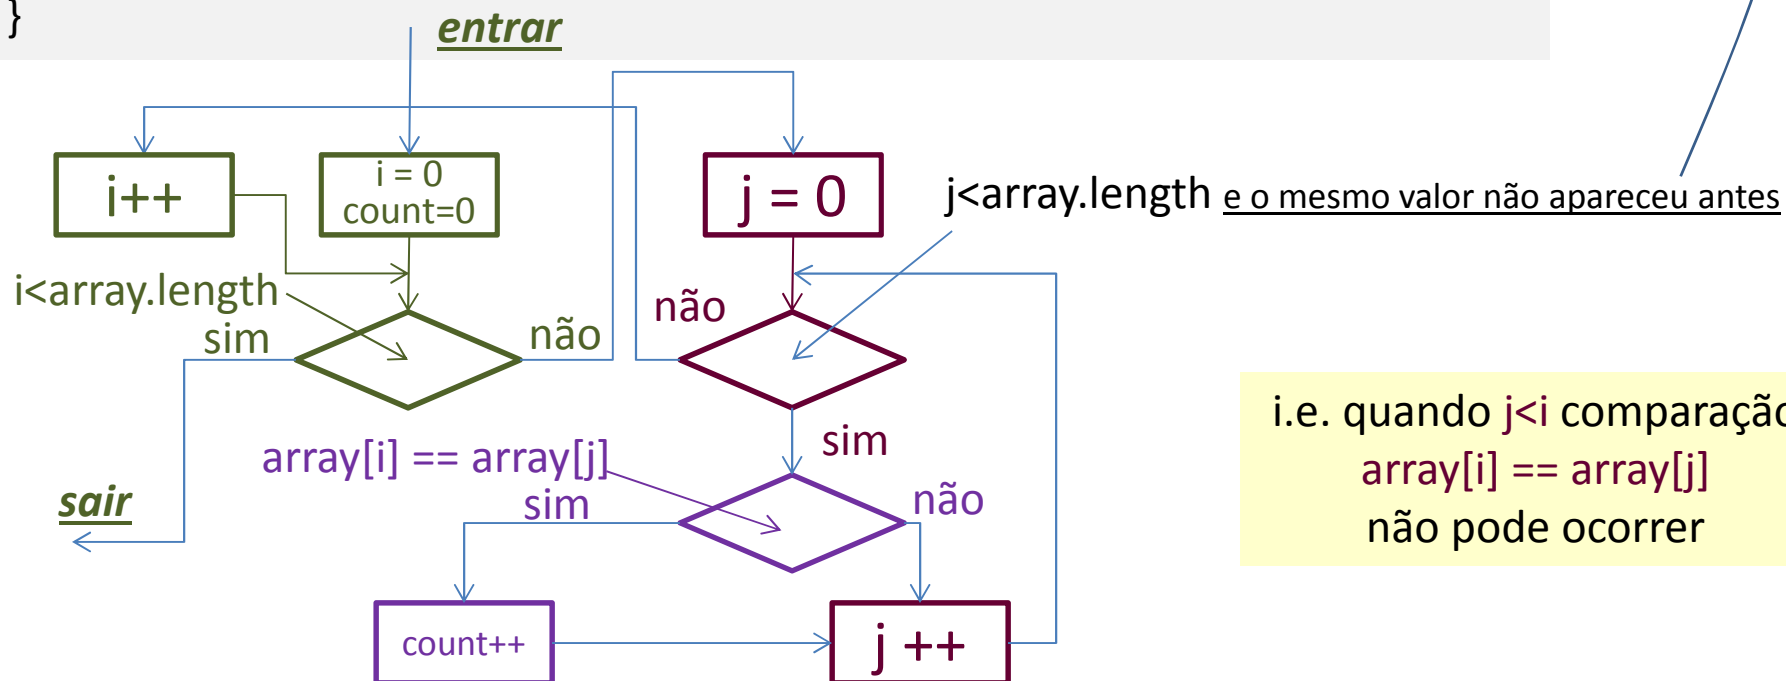 }
entrar
i++
i = 0
count=0
j = 0
j<array.length e o mesmo valor não apareceu antes
i<array.length
sim
não
não
sim
i.e. quando j<i comparação
array[i] == array[j]
não pode ocorrer
array[i] == array[j]
sim
não
sair
count++
j ++